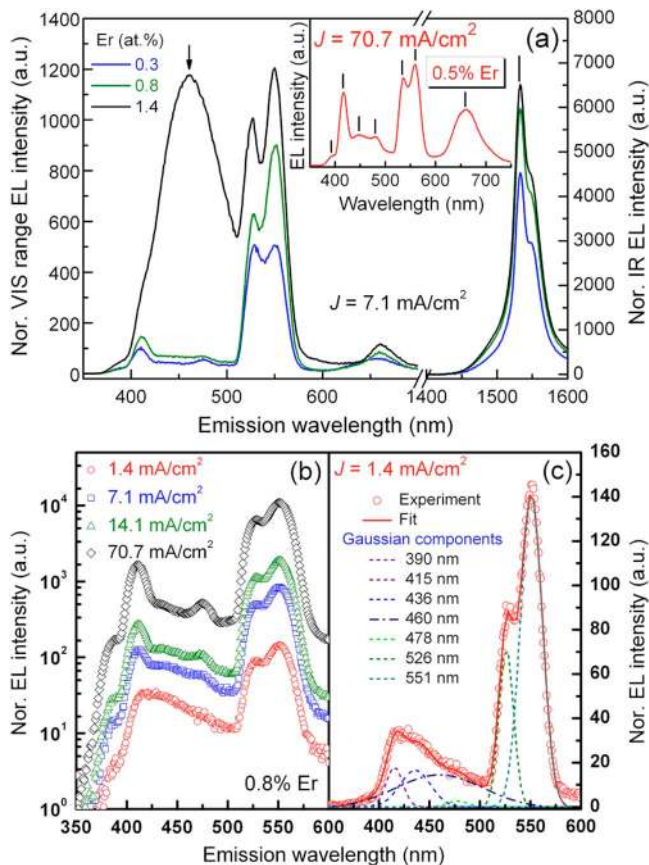 (a)
Er (at.%)
0.3
0.8
1.4
J = 70.7 mA/cm²
0.5% Er
EL intensity (a.u.)
400 500 600 700
Wavelength (nm)
J = 7.1 mA/cm²
Nor. VIS range EL intensity (a.u.)
1400
1200
1000
800
600
400
200
0
8000
7000
6000
5000
4000
3000
2000
1000
0
Nor. IR EL intensity (a.u.)
400 500 600 1400 1500 1600
Emission wavelength (nm)
(b)
1.4 mA/cm²
7.1 mA/cm²
14.1 mA/cm²
70.7 mA/cm²
0.8% Er
Nor. EL intensity (a.u.)
10⁴
10³
10²
10¹
10⁰
350 400 450 500 550 600
Emission wavelength (nm)
J = 1.4 mA/cm²
(c)
Experiment
Fit
Gaussian components
390 nm
415 nm
436 nm
460 nm
478 nm
526 nm
551 nm
160
140
120
100
80
60
40
20
0
Nor. EL intensity (a.u.)
400 450 500 550 600
Emission wavelength (nm)